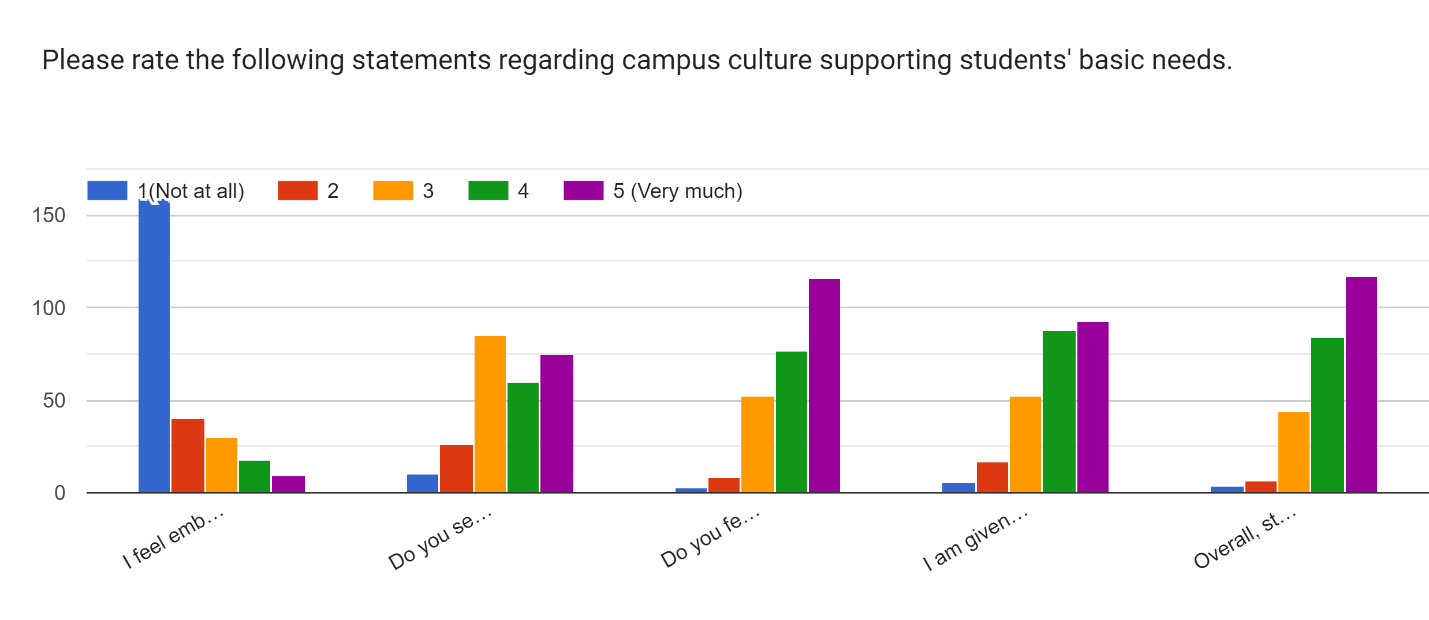 Please rate the following statements regarding campus culture supporting students' basic needs.
1(Not at all) 2 3 4 5 (Very much)
150
100
50
0
I feel emb…
Do you se…
Do you fe…
I am given…
Overall, st…